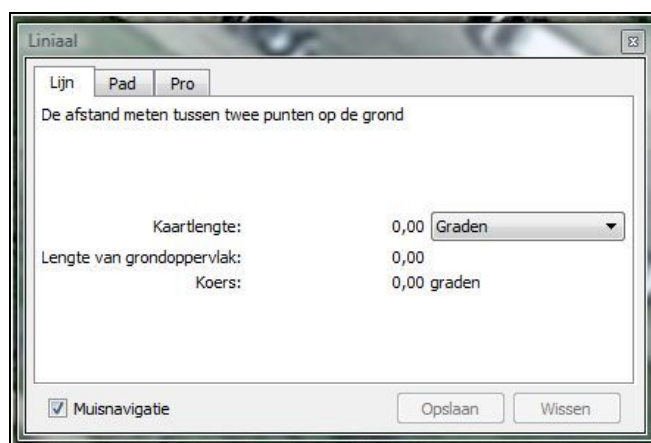 Liniaal
Lijn Pad Pro
De afstand meten tussen twee punten op de grond
Kaartlengte: 0,00 Graden
Lengte van grondoppervlak: 0,00
Koers: 0,00 graden
Muisnavigatie Opslaan Wissen